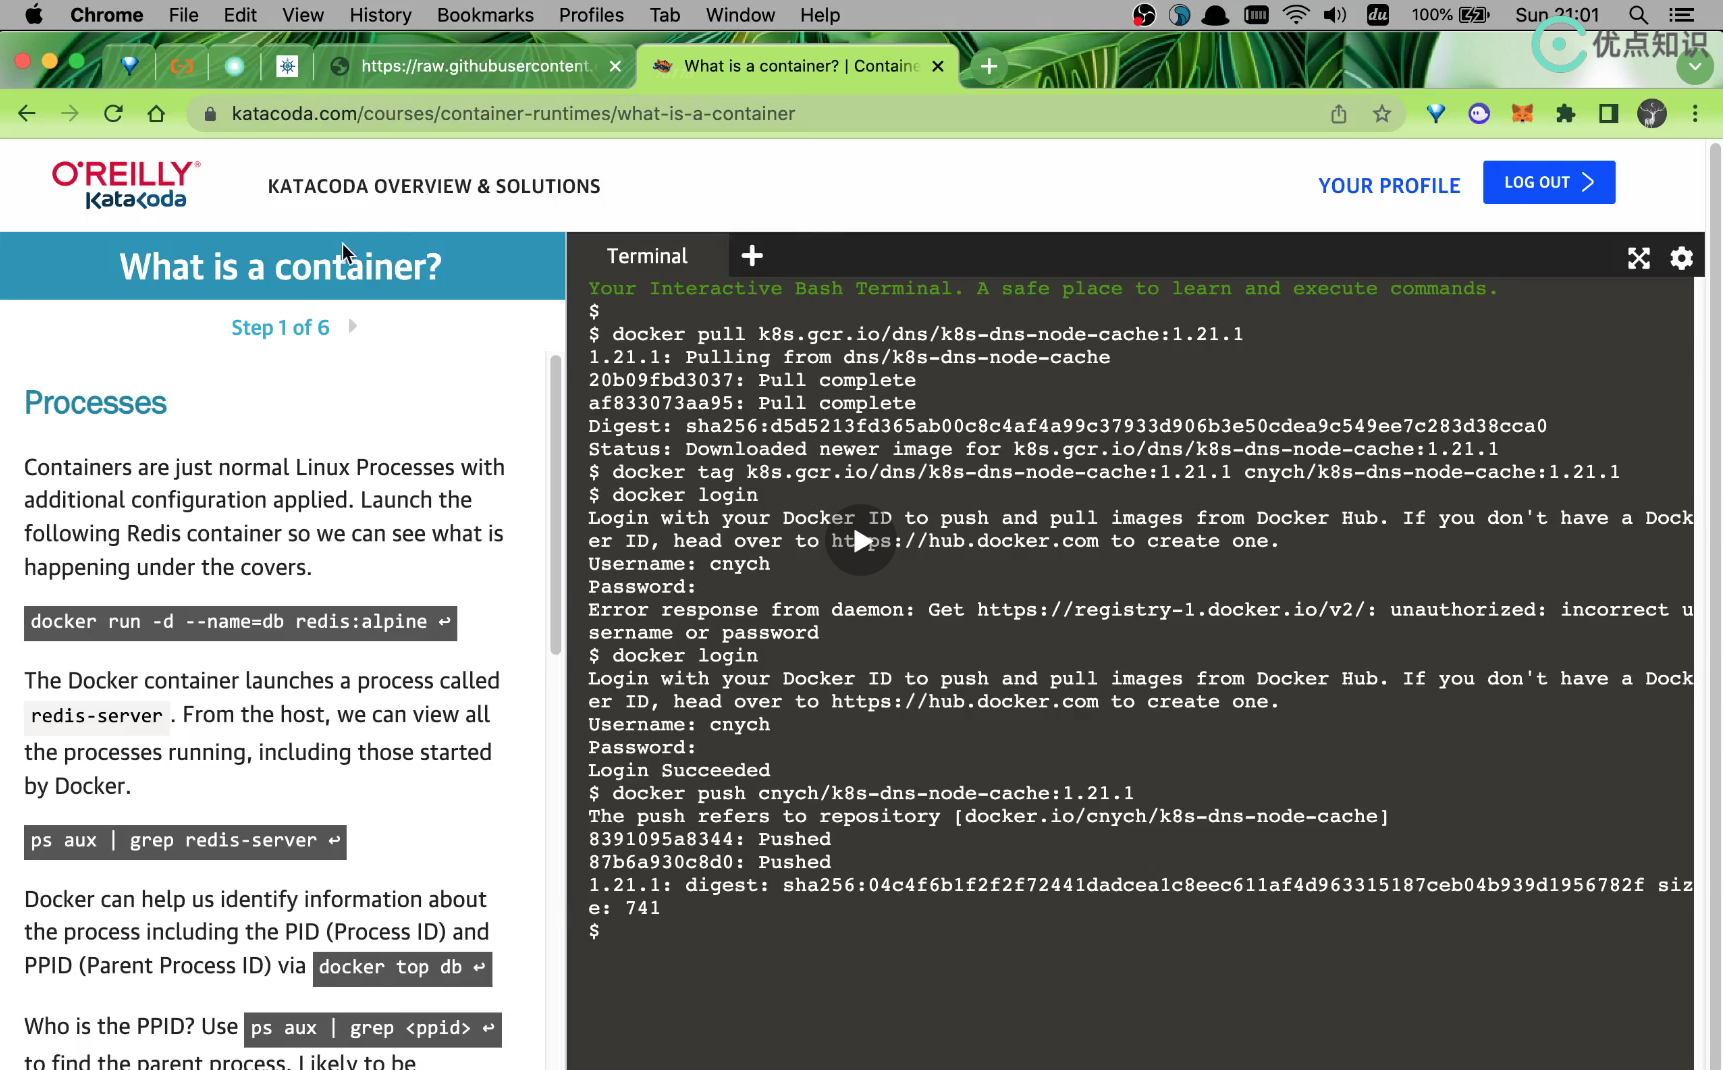 Chrome File Edit View History Bookmarks Profiles Tab Window Help du 100% Sun 21:01
优点知识
https://raw.githubusercontent. What is a container? | Containe
katacoda.com/courses/container-runtimes/what-is-a-container
O'REILLY®
Katacoda
KATACODA OVERVIEW & SOLUTIONS
YOUR PROFILE
LOG OUT
What is a container?
Step 1 of 6
Processes
Containers are just normal Linux Processes with
additional configuration applied. Launch the
following Redis container so we can see what is
happening under the covers.
docker run -d --name=db redis:alpine ↩
The Docker container launches a process called
redis-server . From the host, we can view all
the processes running, including those started
by Docker.
ps aux | grep redis-server ↩
Docker can help us identify information about
the process including the PID (Process ID) and
PPID (Parent Process ID) via docker top db ↩
Who is the PPID? Use ps aux | grep <ppid> ↩
to find the parent process. Likely to be
Terminal
Your Interactive Bash Terminal. A safe place to learn and execute commands.
$
$ docker pull k8s.gcr.io/dns/k8s-dns-node-cache:1.21.1
1.21.1: Pulling from dns/k8s-dns-node-cache
20b09fbd3037: Pull complete
af833073aa95: Pull complete
Digest: sha256:d5d5213fd365ab00c8c4af4a99c37933d906b3e50cdea9c549ee7c283d38cca0
Status: Downloaded newer image for k8s.gcr.io/dns/k8s-dns-node-cache:1.21.1
$ docker tag k8s.gcr.io/dns/k8s-dns-node-cache:1.21.1 cnych/k8s-dns-node-cache:1.21.1
$ docker login
Login with your Docker ID to push and pull images from Docker Hub. If you don't have a Dock
er ID, head over to https://hub.docker.com to create one.
Username: cnych
Password:
Error response from daemon: Get https://registry-1.docker.io/v2/: unauthorized: incorrect u
sername or password
$ docker login
Login with your Docker ID to push and pull images from Docker Hub. If you don't have a Dock
er ID, head over to https://hub.docker.com to create one.
Username: cnych
Password:
Login Succeeded
$ docker push cnych/k8s-dns-node-cache:1.21.1
The push refers to repository [docker.io/cnych/k8s-dns-node-cache]
8391095a8344: Pushed
87b6a930c8d0: Pushed
1.21.1: digest: sha256:04c4f6b1f2f2f72441dadcea1c8eec611af4d963315187ceb04b939d1956782f siz
e: 741
$